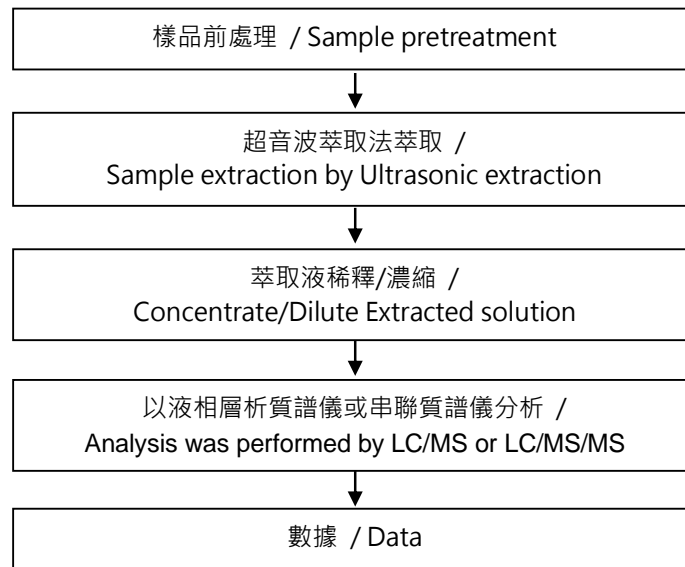 樣品前處理 / Sample pretreatment
超音波萃取法萃取 /
Sample extraction by Ultrasonic extraction
萃取液稀釋/濃縮 /
Concentrate/Dilute Extracted solution
以液相層析質譜儀或串聯質譜儀分析 /
Analysis was performed by LC/MS or LC/MS/MS
數據 / Data